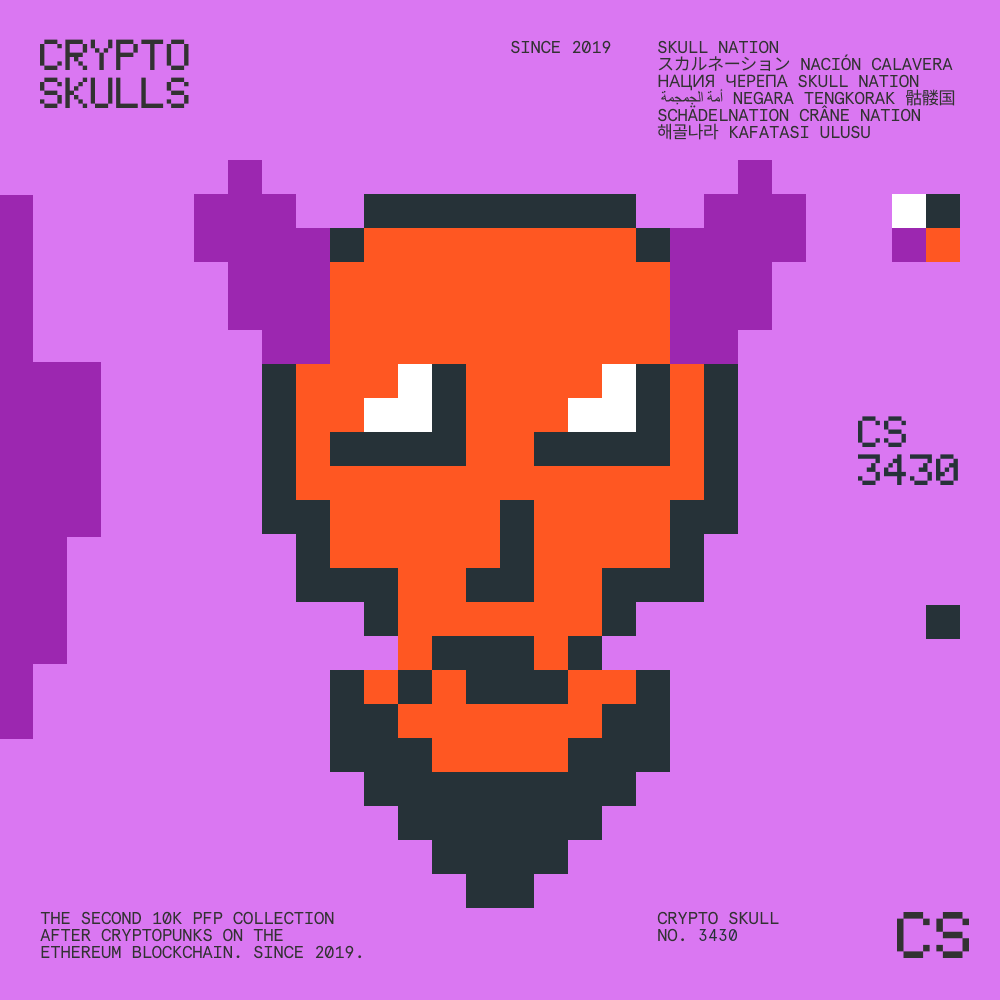 CRYPTO
SKULLS
SINCE 2019
SKULL NATION
スカルネーション NACIÓN CALAVERA
НАЦИЯ ЧЕРЕПА SKULL NATION
أمة الجمجمة NEGARA TENGKORAK 骷髅国
SCHÄDELNATION CRÂNE NATION
해골나라 KAFATASI ULUSU
CS
3430
THE SECOND 10K PFP COLLECTION
AFTER CRYPTOPUNKS ON THE
ETHEREUM BLOCKCHAIN. SINCE 2019.
CRYPTO SKULL
NO. 3430
CS